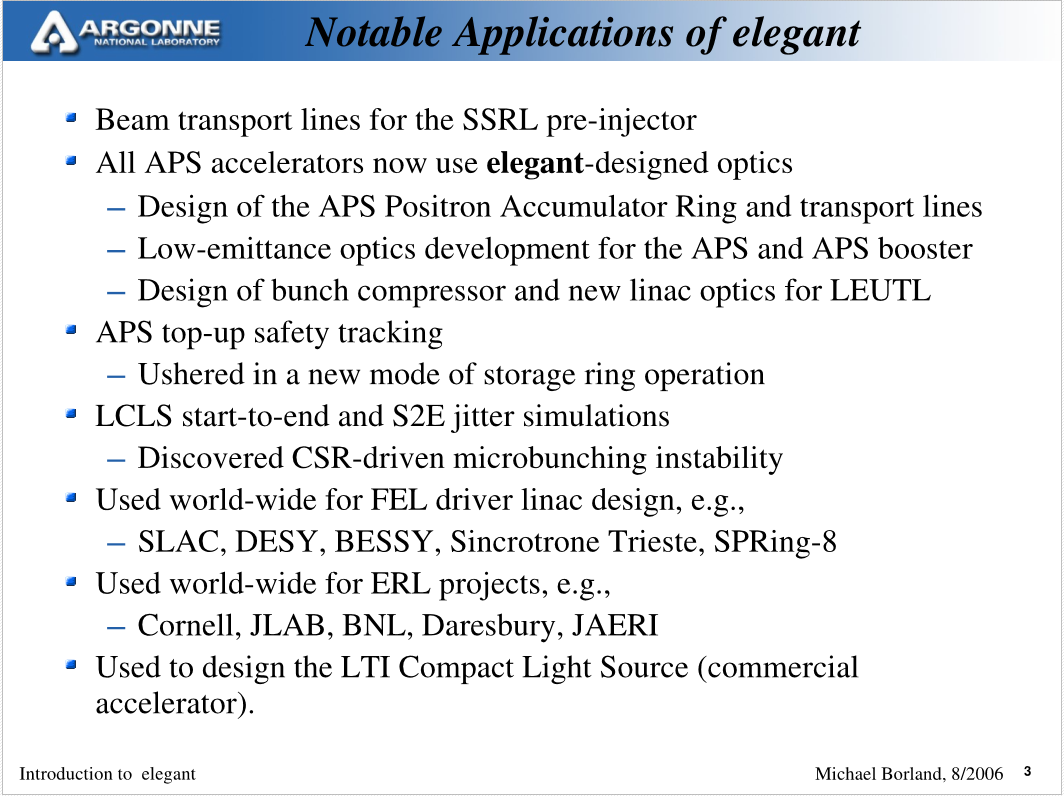 ARGONNE
NATIONAL LABORATORY
Notable Applications of elegant
Beam transport lines for the SSRL pre-injector
All APS accelerators now use elegant-designed optics
– Design of the APS Positron Accumulator Ring and transport lines
– Low-emittance optics development for the APS and APS booster
– Design of bunch compressor and new linac optics for LEUTL
APS top-up safety tracking
– Ushered in a new mode of storage ring operation
LCLS start-to-end and S2E jitter simulations
– Discovered CSR-driven microbunching instability
Used world-wide for FEL driver linac design, e.g.,
– SLAC, DESY, BESSY, Sincrotrone Trieste, SPRing-8
Used world-wide for ERL projects, e.g.,
– Cornell, JLAB, BNL, Daresbury, JAERI
Used to design the LTI Compact Light Source (commercial
accelerator).
Introduction to elegant
Michael Borland, 8/2006 3